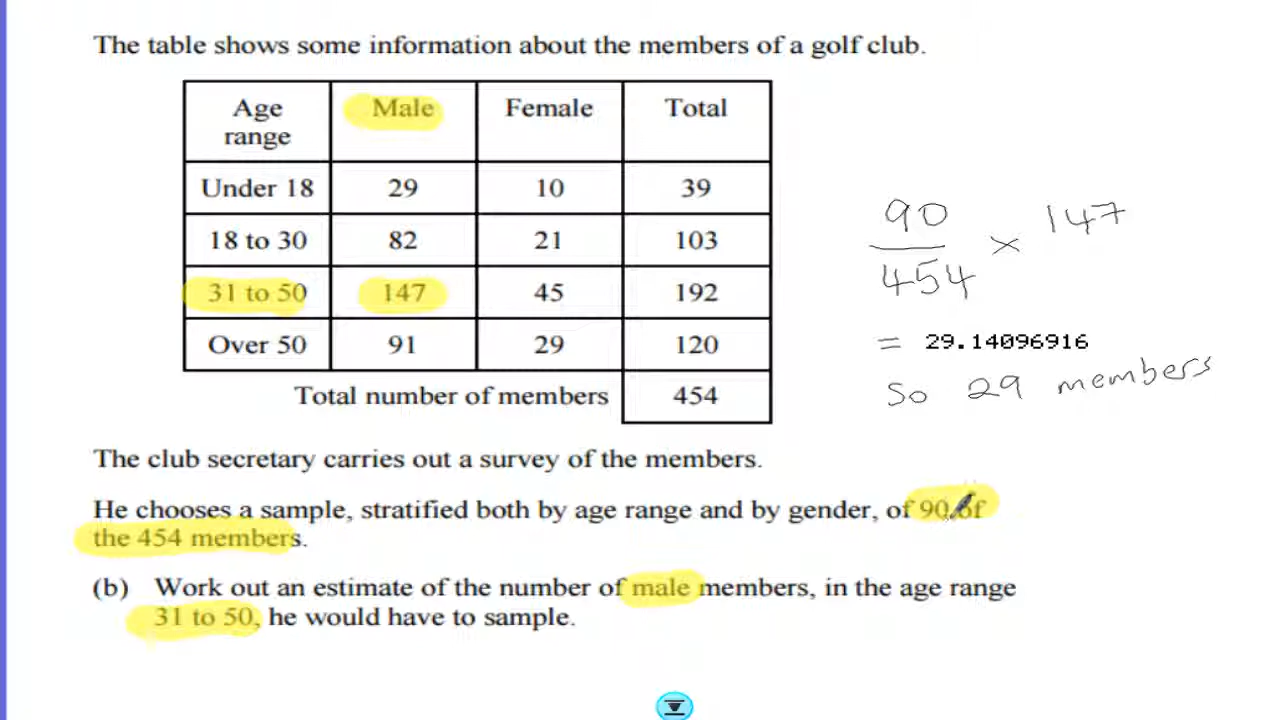 The table shows some information about the members of a golf club.
Age range Male Female Total
Under 18 29 10 39
18 to 30 82 21 103
31 to 50 147 45 192
Over 50 91 29 120
Total number of members 454
90
454
× 147
= 29.14096916
So 29 members
The club secretary carries out a survey of the members.
He chooses a sample, stratified both by age range and by gender, of 90 of
the 454 members.
(b) Work out an estimate of the number of male members, in the age range
31 to 50, he would have to sample.